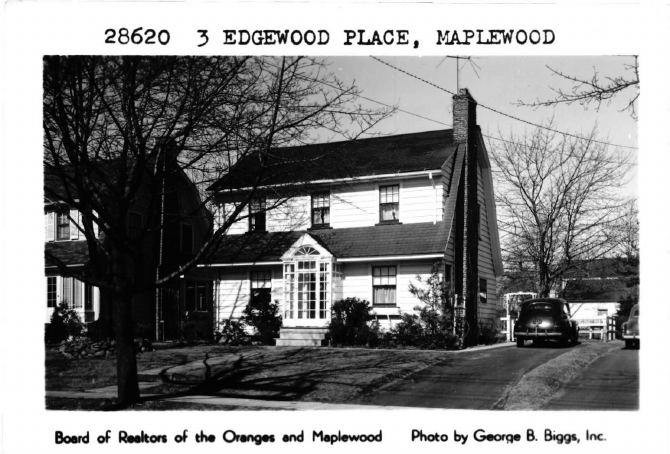 28620 3 EDGEWOOD PLACE, MAPLEWOOD
Board of Realtors of the Oranges and Maplewood Photo by George B. Biggs, Inc.